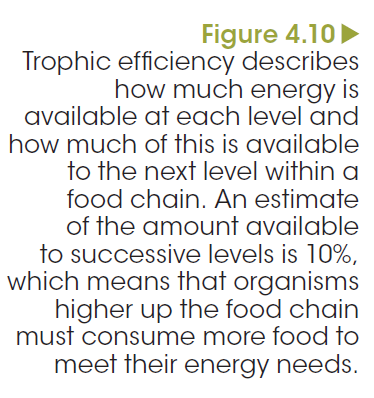 Figure 4.10 ▶
Trophic efficiency describes
how much energy is
available at each level and
how much of this is available
to the next level within a
food chain. An estimate
of the amount available
to successive levels is 10%,
which means that organisms
higher up the food chain
must consume more food to
meet their energy needs.